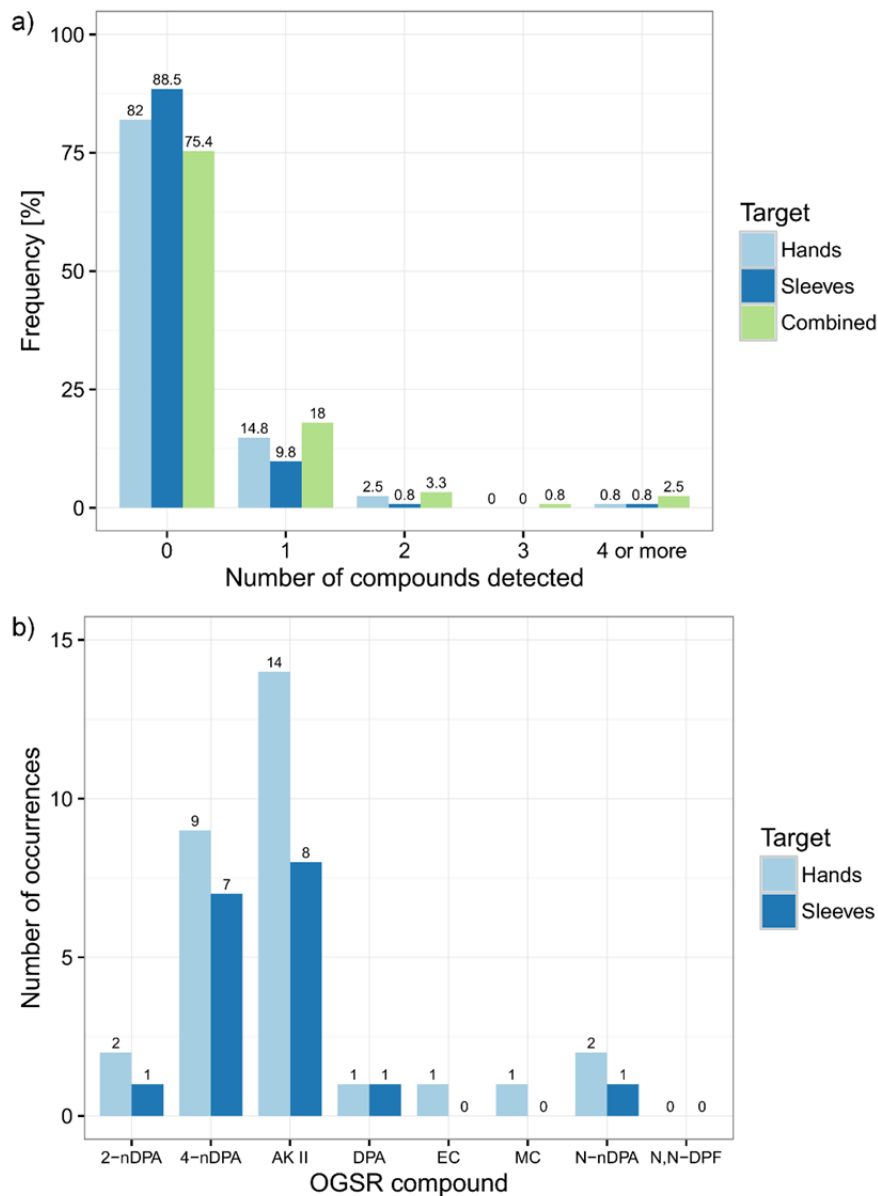 a)
100
75
50
25
0
Frequency [%]
82
88.5
75.4
14.8
9.8
18
2.5
0.8
3.3
0
0
0.8
0.8
0.8
2.5
0
1
2
3
4 or more
Number of compounds detected
Target
Hands
Sleeves
Combined
b)
15
10
5
0
Number of occurrences
2
1
9
7
14
8
1
1
1
0
1
0
2
1
0
0
2−nDPA
4−nDPA
AK II
DPA
EC
MC
N−nDPA
N,N−DPF
OGSR compound
Target
Hands
Sleeves